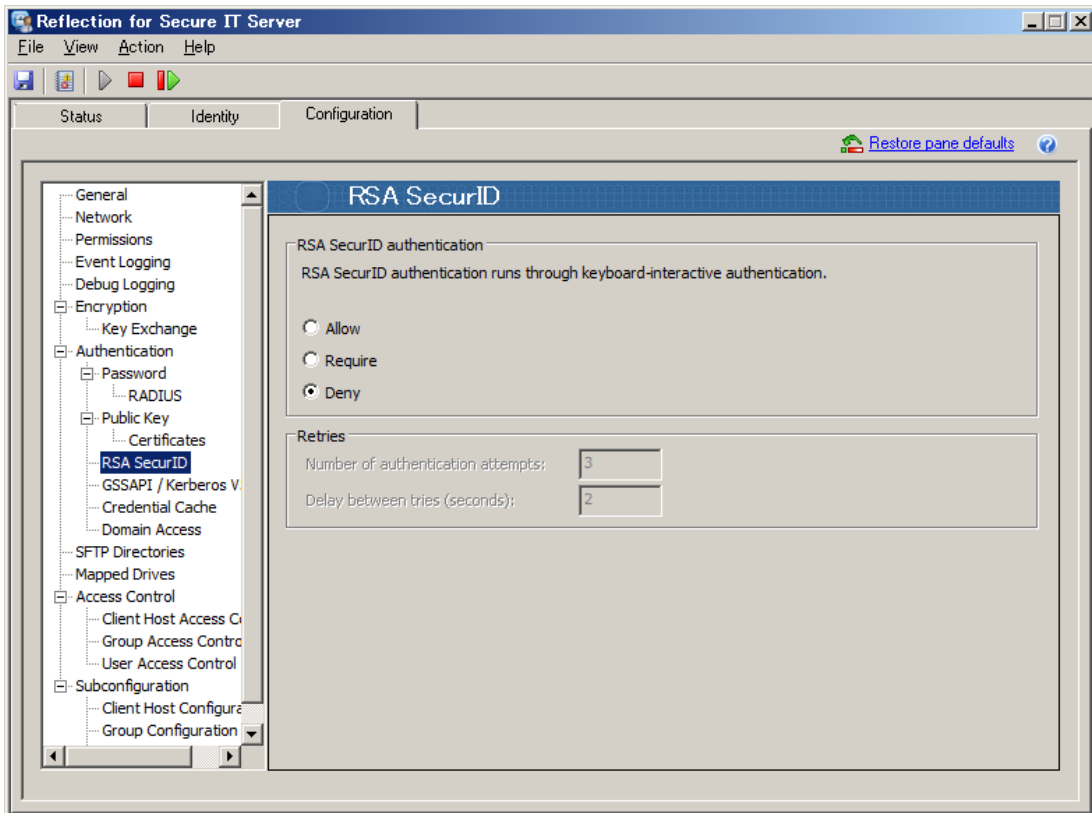 Reflection for Secure IT Server
File View Action Help
Status Identity Configuration
Restore pane defaults
General
Network
Permissions
Event Logging
Debug Logging
Encryption
Key Exchange
Authentication
Password
RADIUS
Public Key
Certificates
RSA SecurID
GSSAPI / Kerberos V
Credential Cache
Domain Access
SFTP Directories
Mapped Drives
Access Control
Client Host Access C
Group Access Contro
User Access Control
Subconfiguration
Client Host Configura
Group Configuration
RSA SecurID
RSA SecurID authentication
RSA SecurID authentication runs through keyboard-interactive authentication.
Allow
Require
Deny
Retries
Number of authentication attempts: 3
Delay between tries (seconds): 2